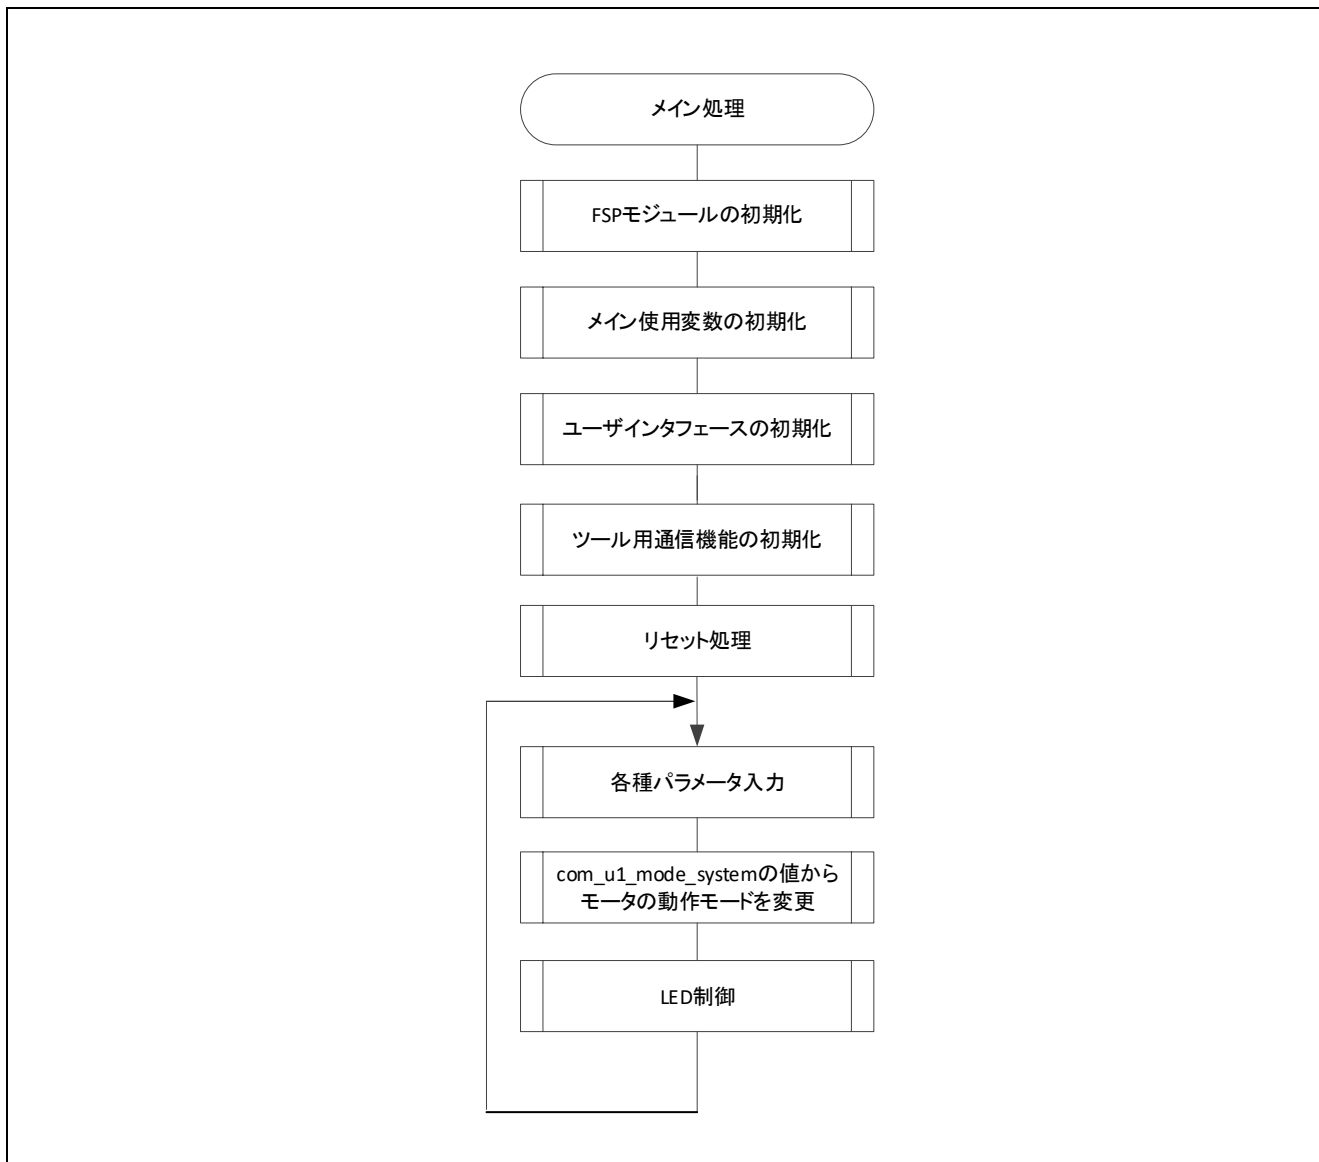 メイン処理
FSPモジュールの初期化
メイン使用変数の初期化
ユーザインタフェースの初期化
ツール用通信機能の初期化
リセット処理
各種パラメータ入力
com_u1_mode_systemの値から
モータの動作モードを変更
LED制御